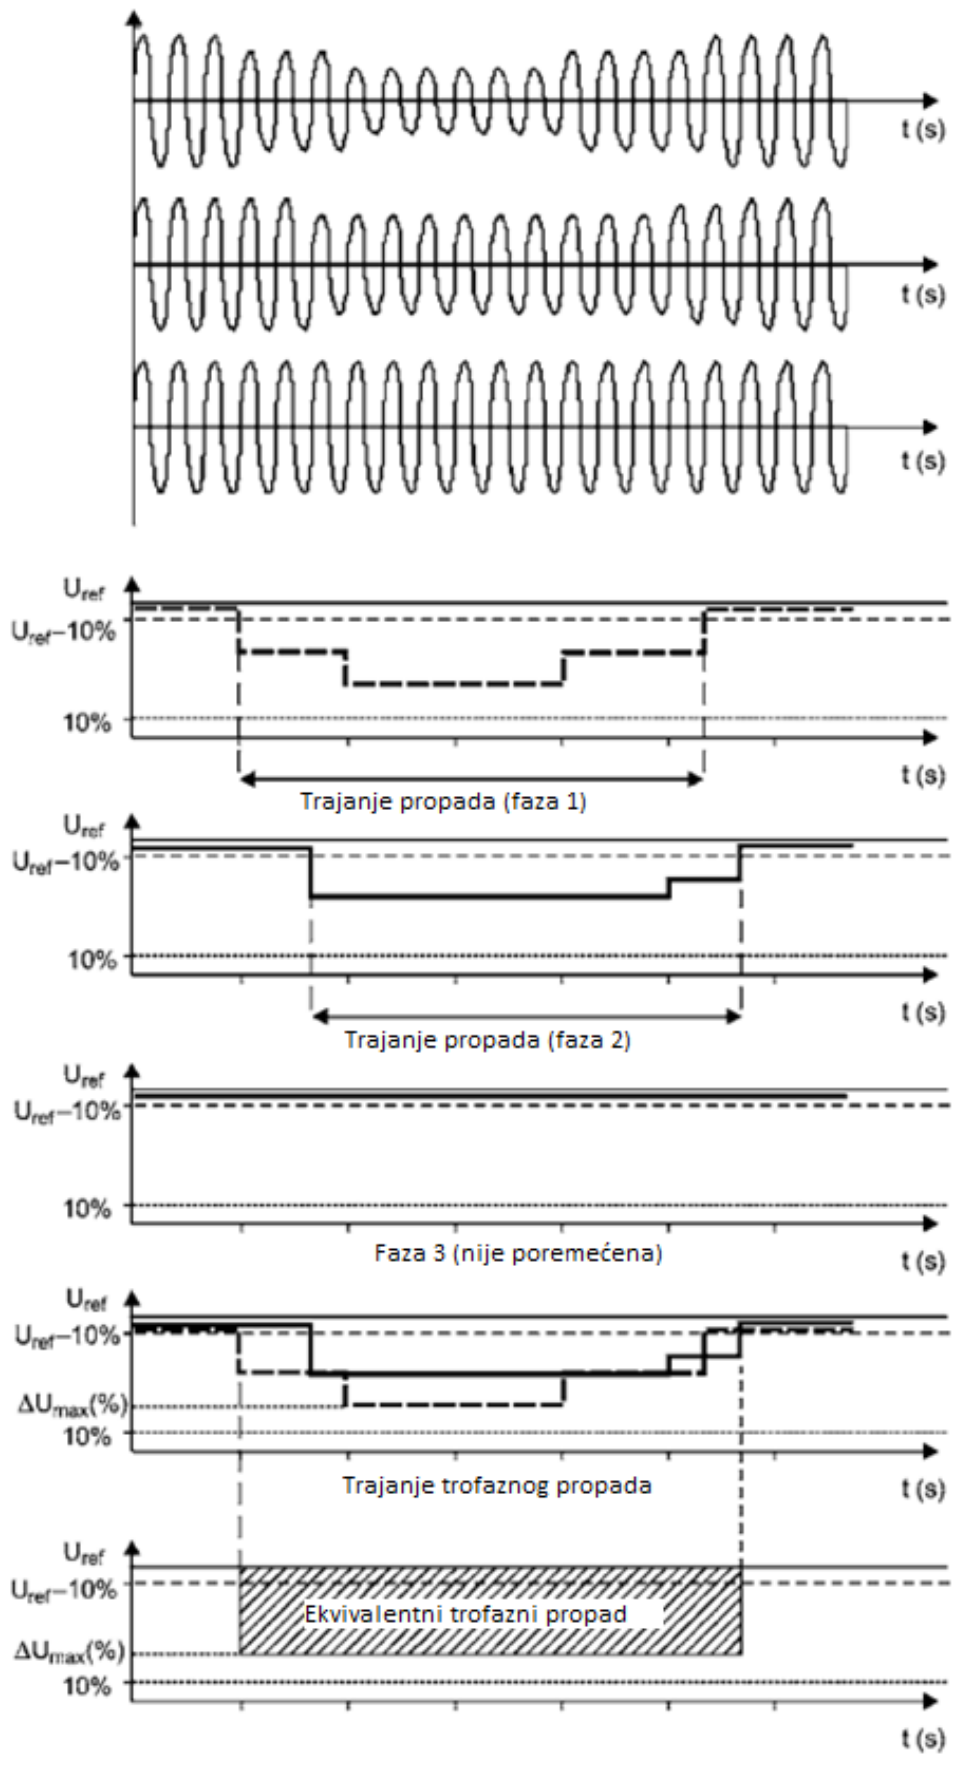 t (s)
t (s)
t (s)
Uref
Uref−10%
10%
t (s)
Trajanje propada (faza 1)
Uref
Uref−10%
10%
t (s)
Trajanje propada (faza 2)
Uref
Uref−10%
10%
Faza 3 (nije poremećena)
t (s)
Uref
Uref−10%
ΔUmax(%)
10%
Trajanje trofaznog propada
t (s)
Uref
Uref−10%
Ekvivalentni trofazni propad
ΔUmax(%)
10%
t (s)